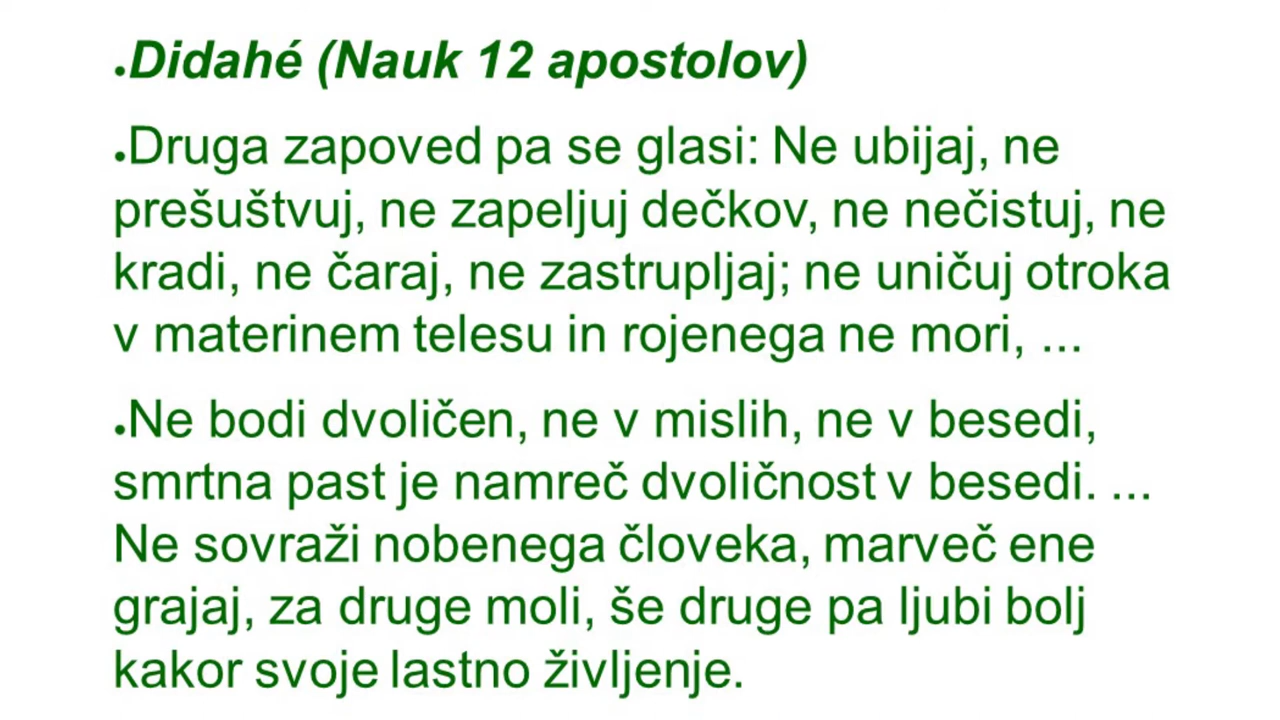 ●Didahé (Nauk 12 apostolov)
●Druga zapoved pa se glasi: Ne ubijaj, ne
prešuštvuj, ne zapeljuj dečkov, ne nečistuj, ne
kradi, ne čaraj, ne zastrupljaj; ne uničuj otroka
v materinem telesu in rojenega ne mori, ...
●Ne bodi dvoličen, ne v mislih, ne v besedi,
smrtna past je namreč dvoličnost v besedi. ...
Ne sovraži nobenega človeka, marveč ene
grajaj, za druge moli, še druge pa ljubi bolj
kakor svoje lastno življenje.